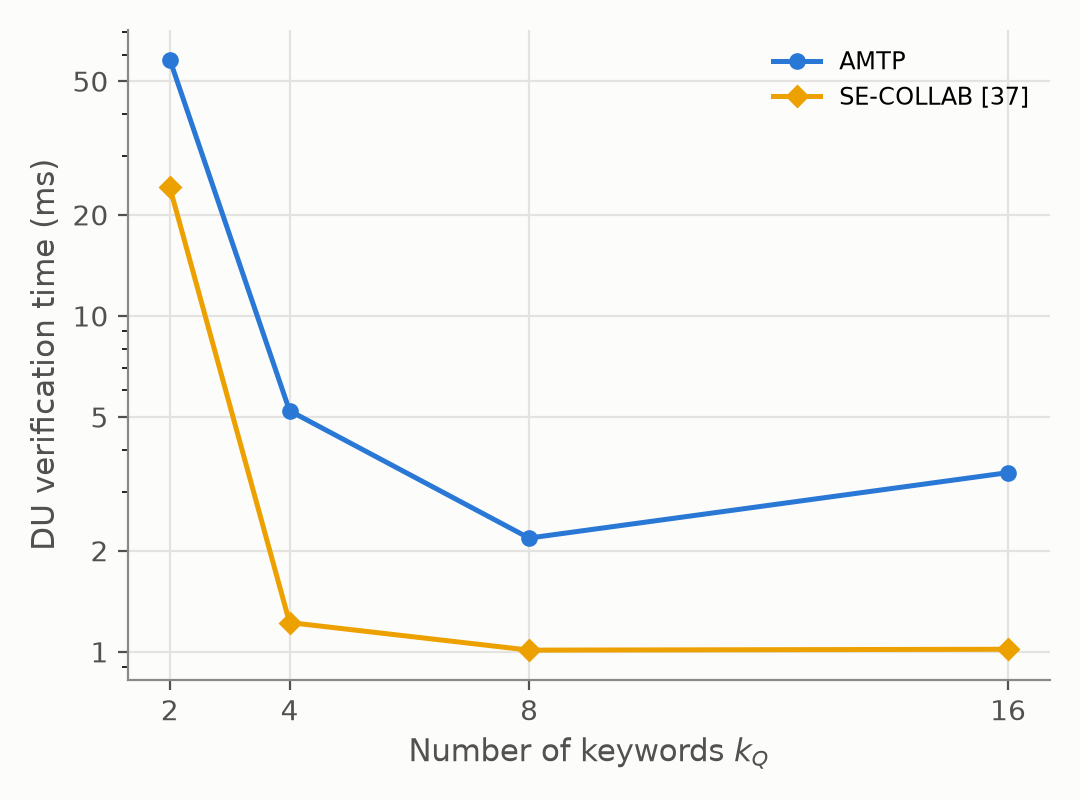 AMTP
SE-COLLAB [37]
DU verification time (ms)
50
20
10
5
2
1
2 4 8 16
Number of keywords k_Q